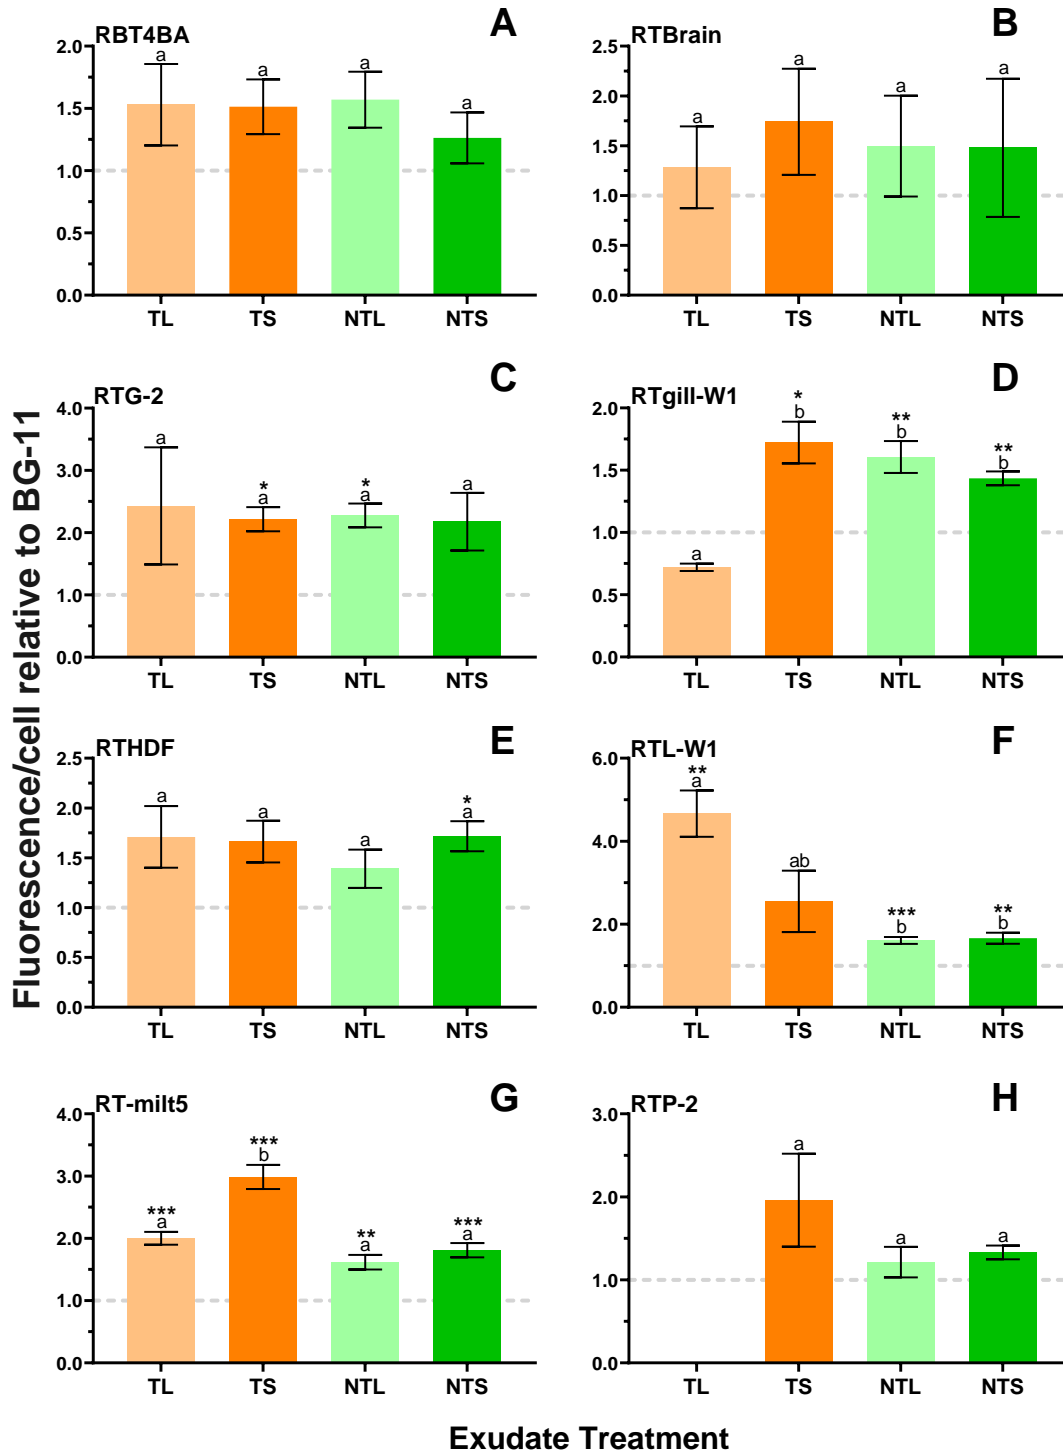 Fluorescence/cell relative to BG-11
RBT4BA
A
2.0
1.5
1.0
0.5
0.0
a
a
a
a
TL
TS
NTL
NTS
RTBrain
B
2.5
2.0
1.5
1.0
0.5
0.0
a
a
a
a
TL
TS
NTL
NTS
RTG-2
C
4.0
3.0
2.0
1.0
0.0
a
*
a
*
a
a
TL
TS
NTL
NTS
RTgill-W1
D
2.0
1.5
1.0
0.5
0.0
a
*
b
**
b
**
b
TL
TS
NTL
NTS
RTHDF
E
2.5
2.0
1.5
1.0
0.5
0.0
a
a
a
*
a
TL
TS
NTL
NTS
RTL-W1
F
6.0
4.0
2.0
0.0
**
a
ab
***
b
**
b
TL
TS
NTL
NTS
RT-milt5
G
4.0
3.0
2.0
1.0
0.0
***
a
***
b
**
a
***
a
TL
TS
NTL
NTS
RTP-2
H
3.0
2.0
1.0
0.0
a
a
a
TL
TS
NTL
NTS
Exudate Treatment